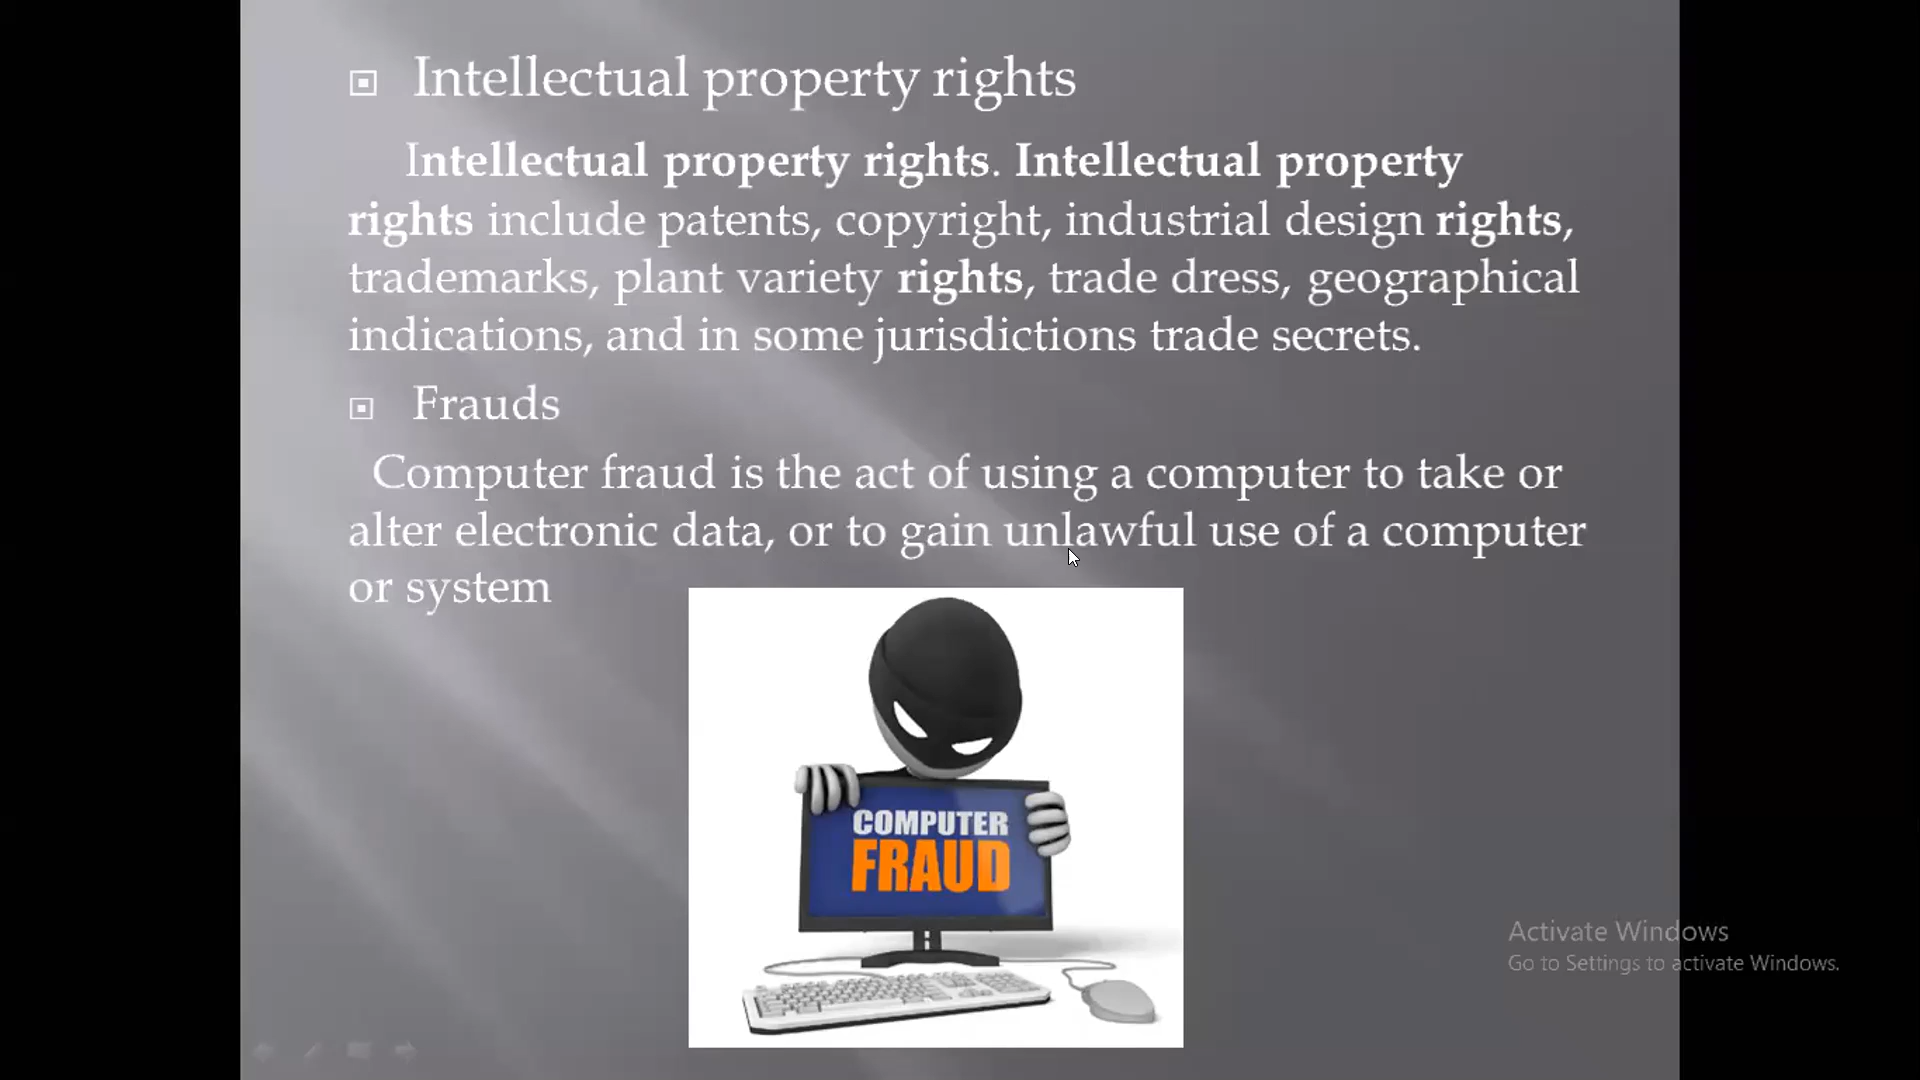 Intellectual property rights
Intellectual property rights. Intellectual property
rights include patents, copyright, industrial design rights,
trademarks, plant variety rights, trade dress, geographical
indications, and in some jurisdictions trade secrets.
Frauds
Computer fraud is the act of using a computer to take or
alter electronic data, or to gain unlawful use of a computer
or system
COMPUTER
FRAUD
Activate Windows
Go to Settings to activate Windows.